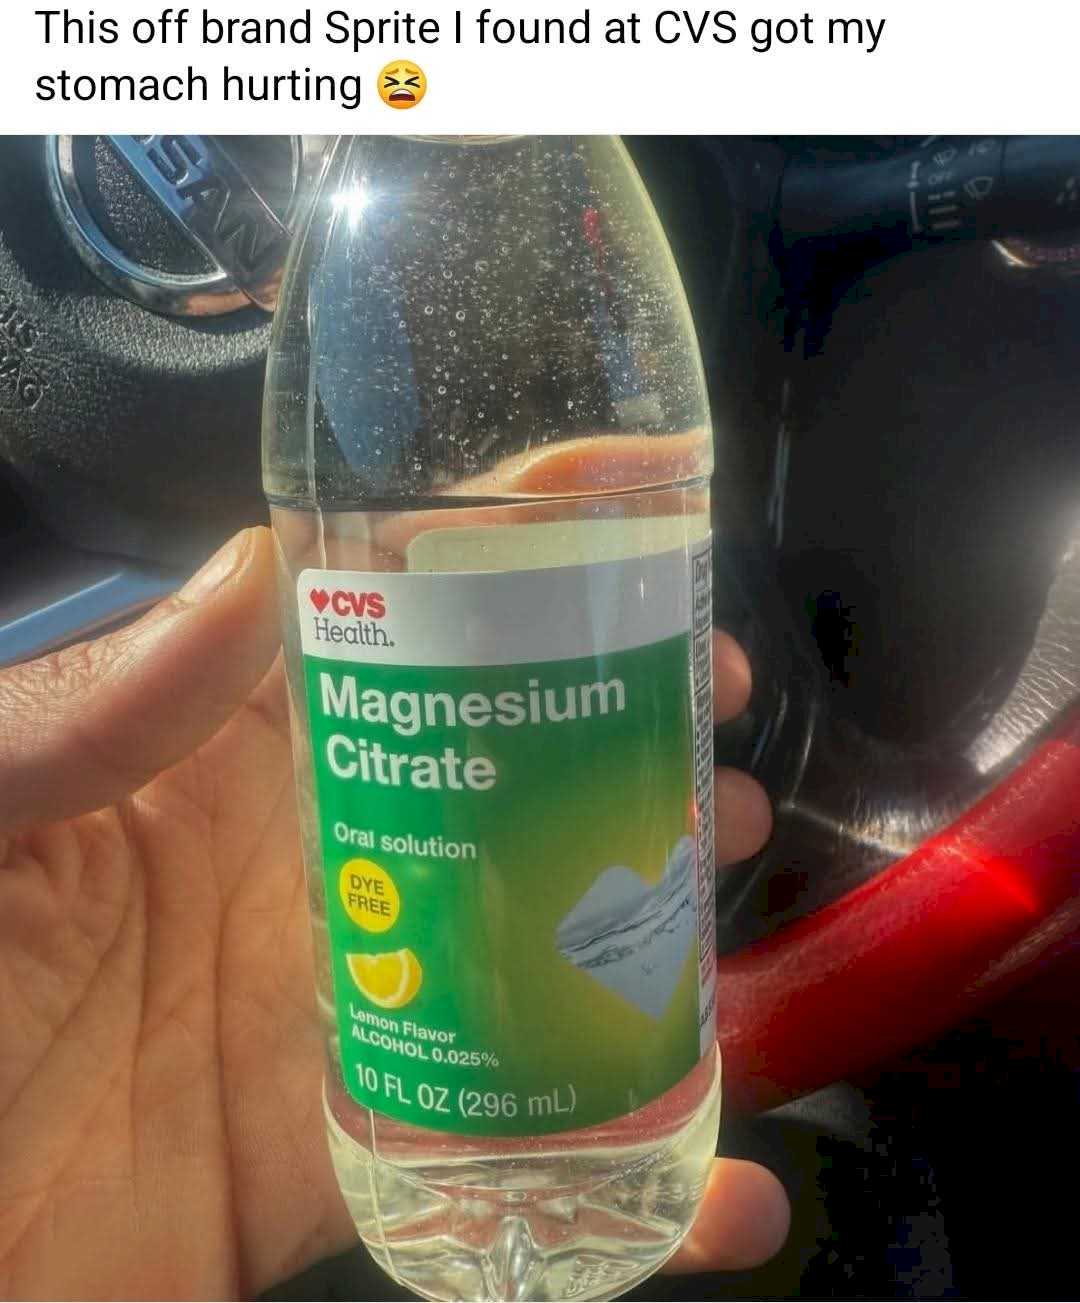 This off brand Sprite I found at CVS got my
stomach hurting 😫
SSAN
CVS
Health.
Magnesium
Citrate
Oral solution
DYE
FREE
Lemon Flavor
ALCOHOL 0.025%
10 FL OZ (296 mL)